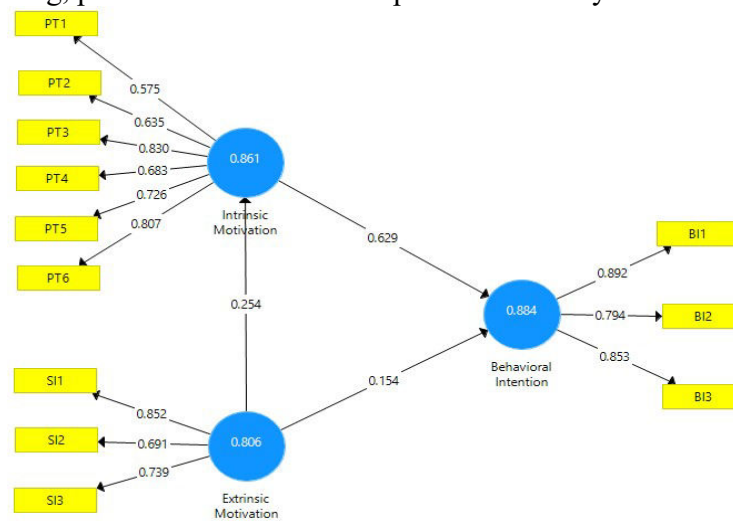 g, p
PT1
PT2
PT3
PT4
PT5
PT6
0.575
0.635
0.830
0.683
0.726
0.807
0.861
Intrinsic
Motivation
0.629
0.254
0.884
Behavioral
Intention
0.892
0.794
0.853
BI1
BI2
BI3
0.154
SI1
SI2
SI3
0.852
0.691
0.739
0.806
Extrinsic
Motivation